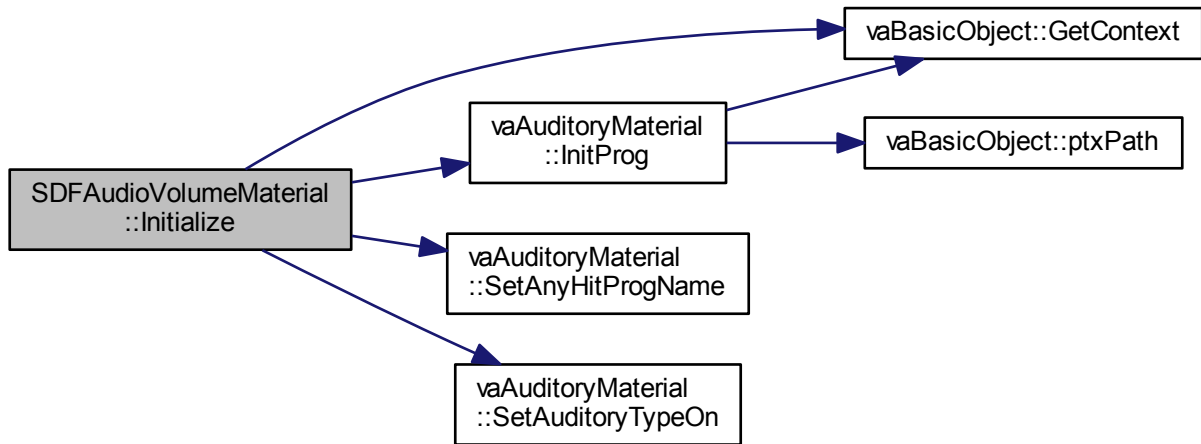 vaBasicObject::GetContext
vaAuditoryMaterial
::InitProg
vaBasicObject::ptxPath
SDFAudioVolumeMaterial
::Initialize
vaAuditoryMaterial
::SetAnyHitProgName
vaAuditoryMaterial
::SetAuditoryTypeOn